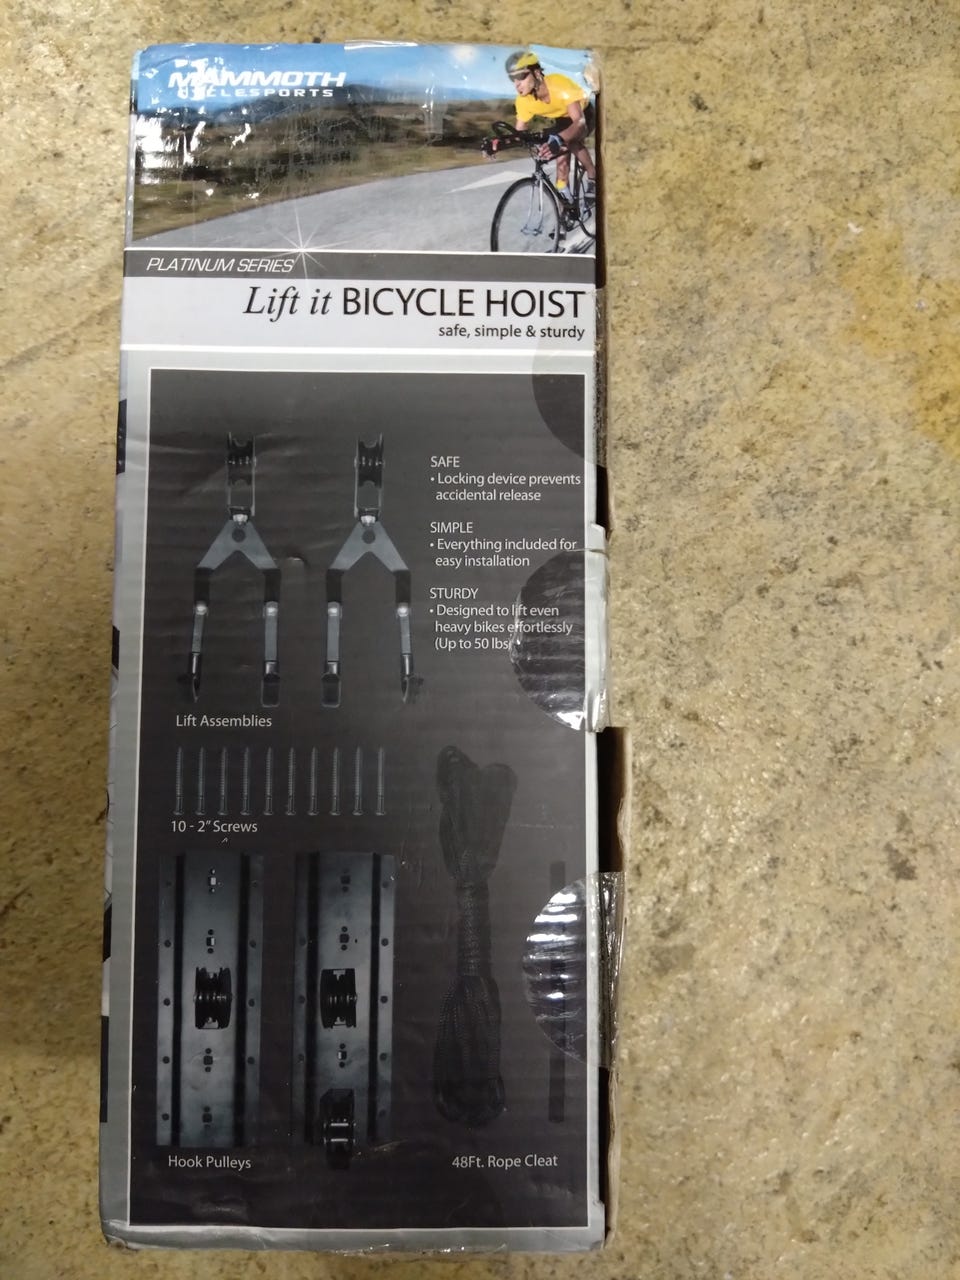 MAMMOTH
CYCLESPORTS
PLATINUM SERIES
Lift it BICYCLE HOIST
safe, simple & sturdy
SAFE
• Locking device prevents
accidental release
SIMPLE
• Everything included for
easy installation
STURDY
• Designed to lift even
heavy bikes effortlessly
(Up to 50 lbs)
Lift Assemblies
10 - 2" Screws
Hook Pulleys
48Ft. Rope Cleat